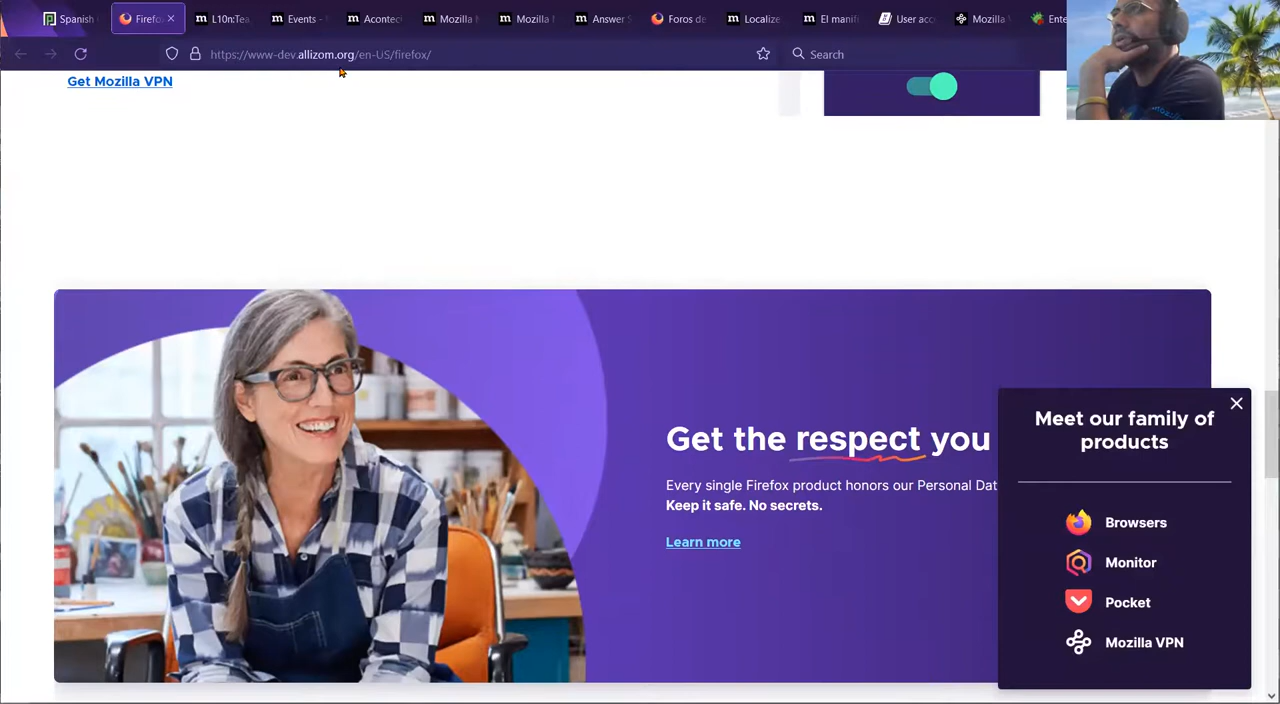 Spanish
Firefo
L10n:Tea
Events -
Aconteci
Mozilla
Mozilla
Answer S
Foros de
Localize
El manif
User acc
Mozilla
Ente
https://www-dev.allizom.org/en-US/firefox/
Search
Get Mozilla VPN
Get the respect you
Every single Firefox product honors our Personal Dat
Keep it safe. No secrets.
Learn more
Meet our family of
products
Browsers
Monitor
Pocket
Mozilla VPN